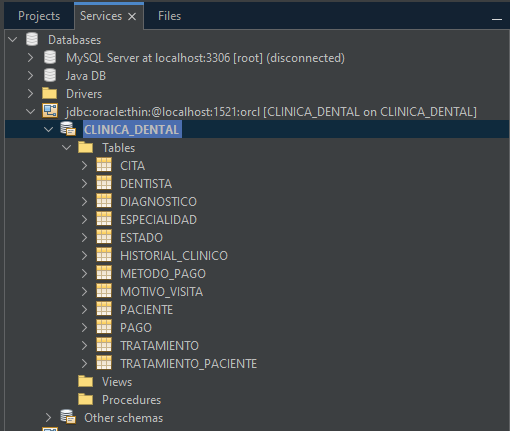 Projects Services Files
Databases
MySQL Server at localhost:3306 [root] (disconnected)
Java DB
Drivers
jdbc:oracle:thin:@localhost:1521:orcl [CLINICA_DENTAL on CLINICA_DENTAL]
CLINICA_DENTAL
Tables
CITA
DENTISTA
DIAGNOSTICO
ESPECIALIDAD
ESTADO
HISTORIAL_CLINICO
METODO_PAGO
MOTIVO_VISITA
PACIENTE
PAGO
TRATAMIENTO
TRATAMIENTO_PACIENTE
Views
Procedures
Other schemas